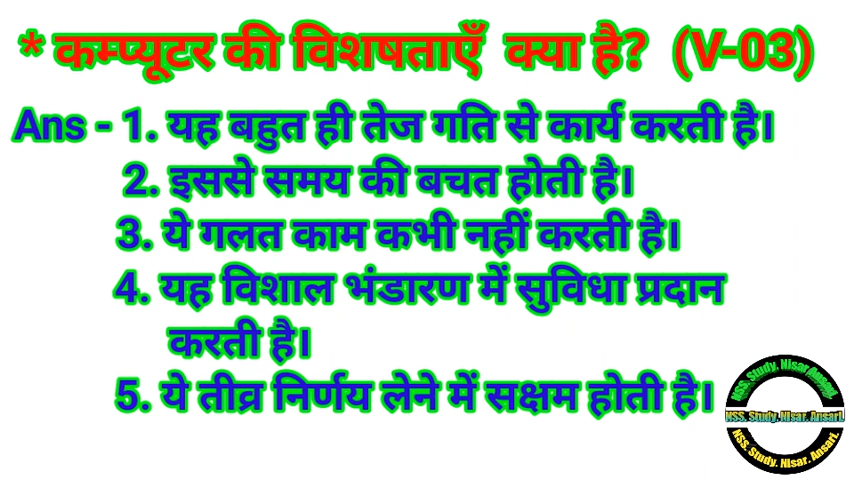 * कम्प्यूटर की विशषताएँ क्या है? (V-03)
Ans - 1. यह बहुत ही तेज गति से कार्य करती है।
2. इससे समय की बचत होती है।
3. ये गलत काम कभी नहीं करती है।
4. यह विशाल भंडारण में सुविधा प्रदान
करती है।
5. ये तीव्र निर्णय लेने में सक्षम होती है।
NSS. Study. Nisar Ansari.
NSS. Study. Nisar. Ansari.
NSS. Study. Nisar. Ansari.